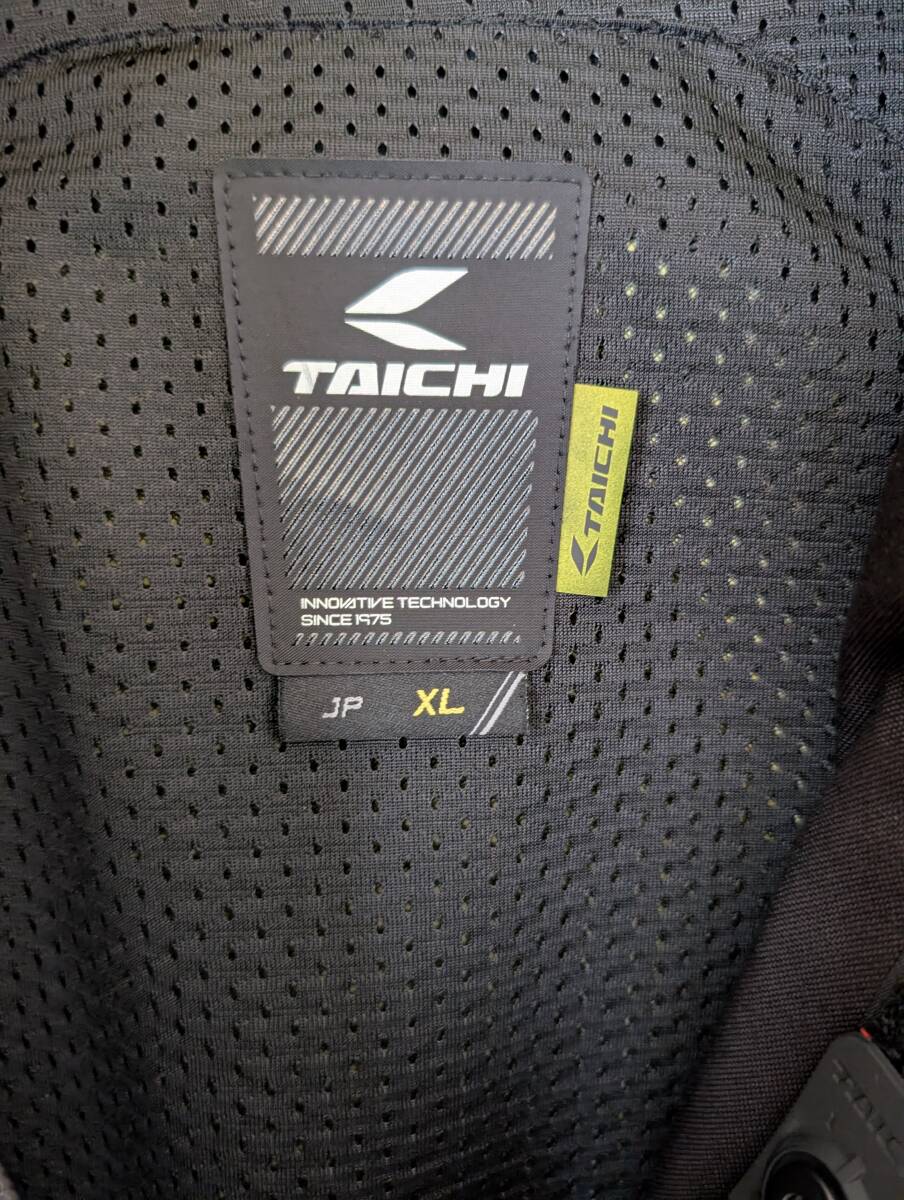 TAICHI
TAICHI
INNOVATIVE TECHNOLOGY
SINCE 1975
JP XL